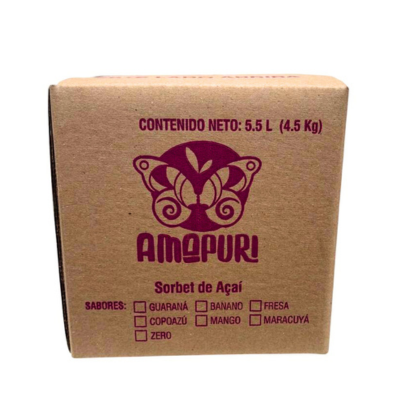 CONTENIDO NETO: 5.5 L (4.5 Kg)
AMAPURI
Sorbet de Açaí
SABORES: GUARANÁ BANANO FRESA
COPOAZÚ MANGO MARACUYÁ
ZERO